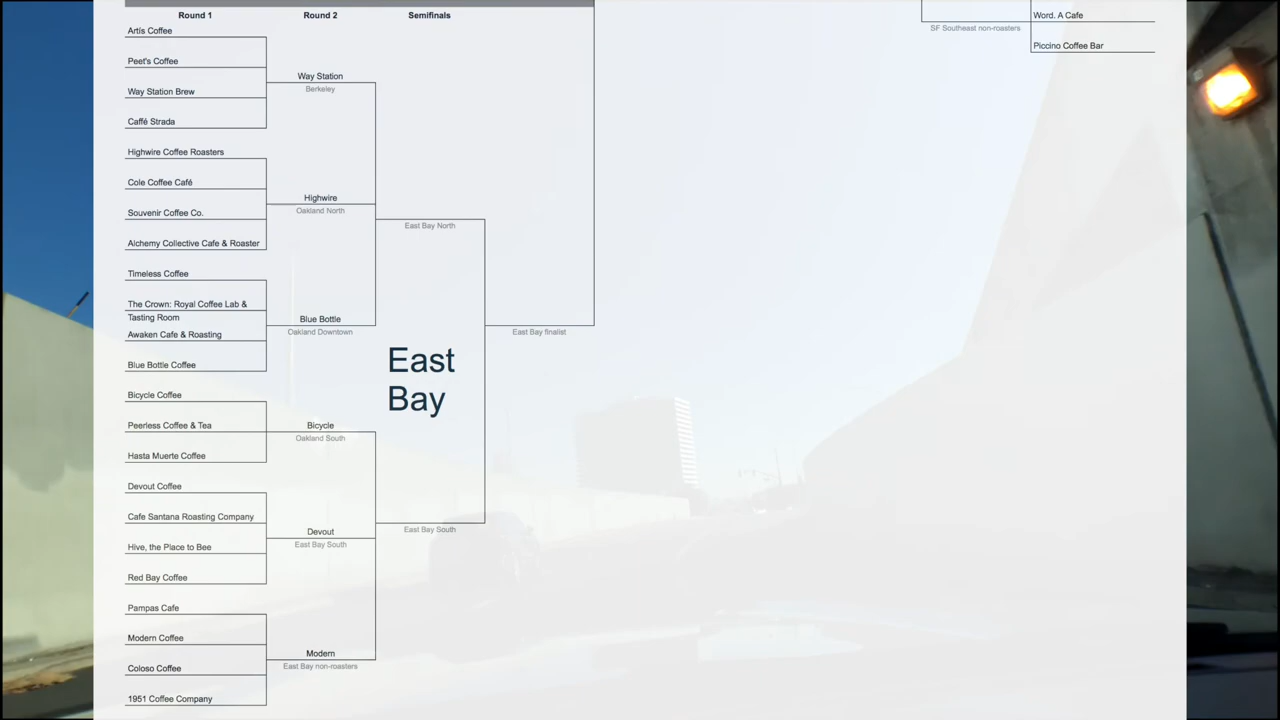 Round 1
Round 2
Semifinals
Artís Coffee
Peet's Coffee
Way Station Brew
Caffé Strada
Highwire Coffee Roasters
Cole Coffee Café
Souvenir Coffee Co.
Alchemy Collective Cafe & Roaster
Timeless Coffee
The Crown: Royal Coffee Lab &
Tasting Room
Awaken Cafe & Roasting
Blue Bottle Coffee
Bicycle Coffee
Peerless Coffee & Tea
Hasta Muerte Coffee
Devout Coffee
Cafe Santana Roasting Company
Hive, the Place to Bee
Red Bay Coffee
Pampas Cafe
Modern Coffee
Coloso Coffee
1951 Coffee Company
Way Station
Berkeley
Highwire
Oakland North
Blue Bottle
Oakland Downtown
Bicycle
Oakland South
Devout
East Bay South
Modern
East Bay non-roasters
East Bay North
East
Bay
East Bay South
East Bay finalist
SF Southeast non-roasters
Word. A Cafe
Piccino Coffee Bar